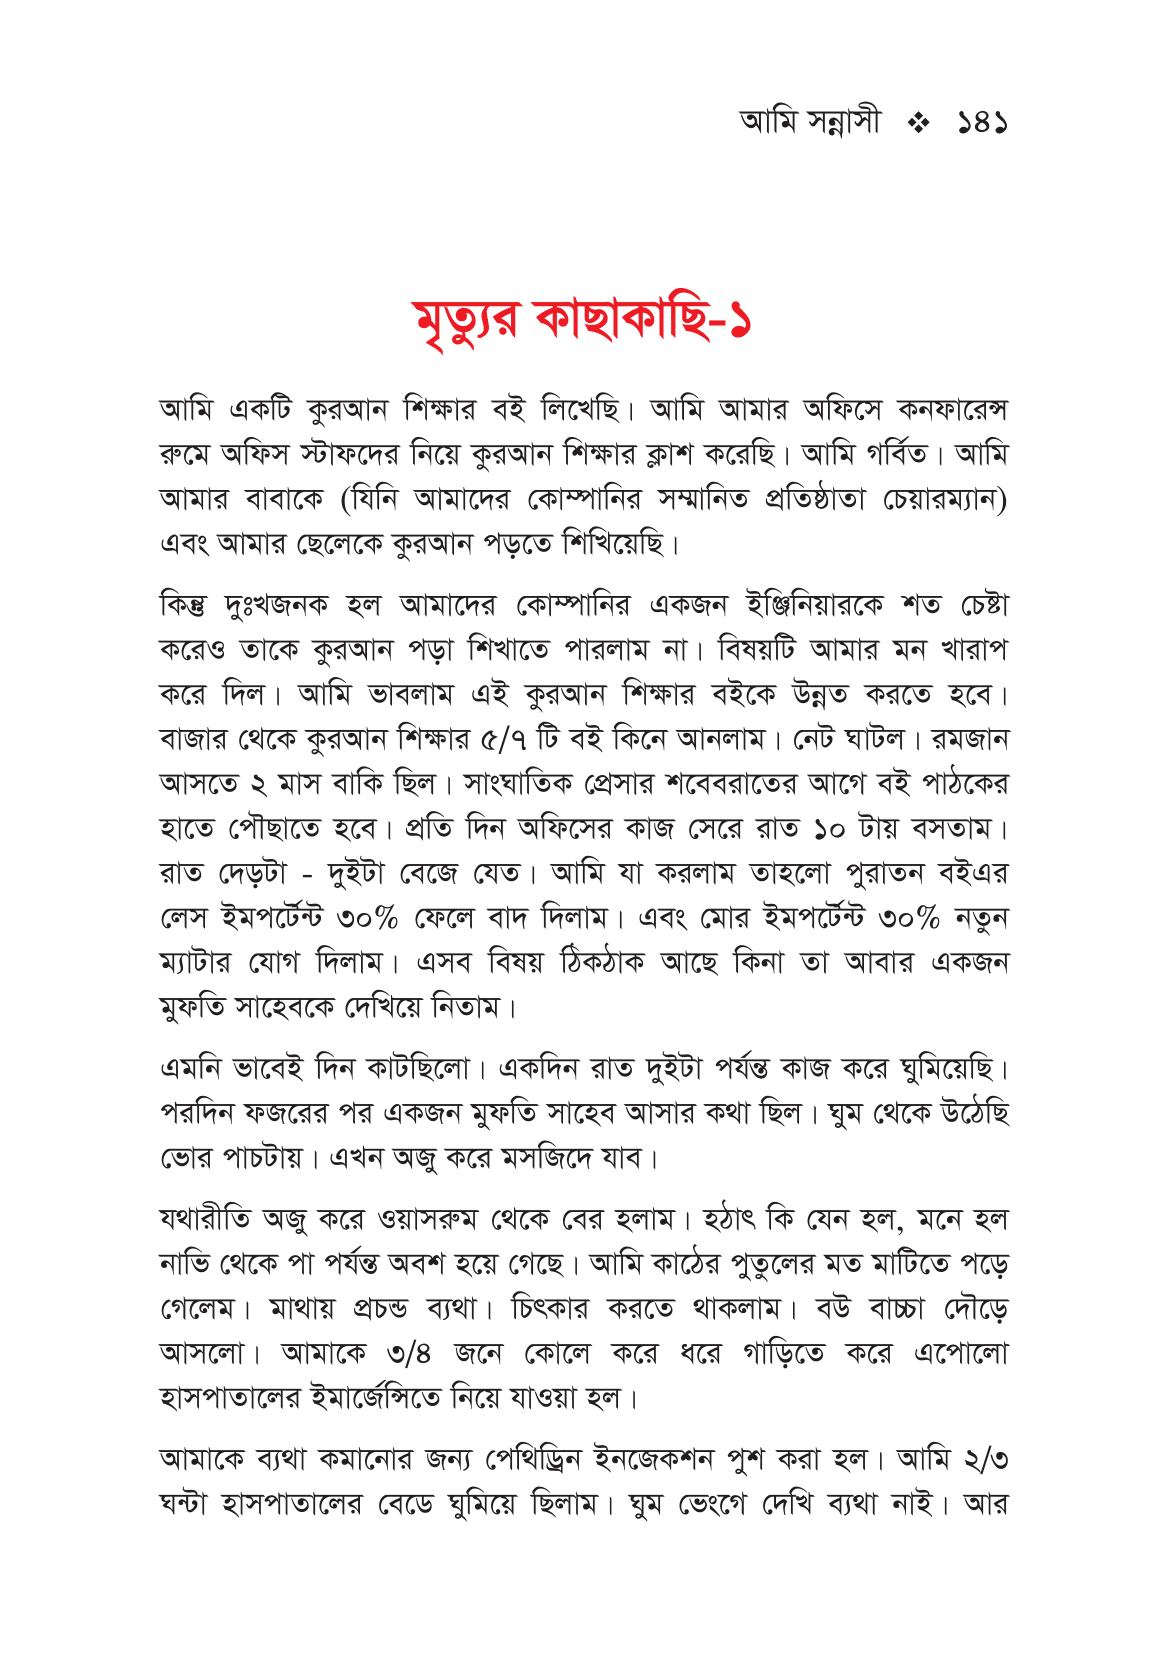 আমি সন্নাসী ❖ ১৪১
মৃত্যুর কাছাকাছি-১
আমি একটি কুরআন শিক্ষার বই লিখেছি। আমি আমার অফিসে কনফারেন্স
রুমে অফিস স্টাফদের নিয়ে কুরআন শিক্ষার ক্লাশ করেছি। আমি গর্বিত। আমি
আমার বাবাকে (যিনি আমাদের কোম্পানির সম্মানিত প্রতিষ্ঠাতা চেয়ারম্যান)
এবং আমার ছেলেকে কুরআন পড়তে শিখিয়েছি।
কিন্তু দুঃখজনক হল আমাদের কোম্পানির একজন ইঞ্জিনিয়ারকে শত চেষ্টা
করেও তাকে কুরআন পড়া শিখাতে পারলাম না। বিষয়টি আমার মন খারাপ
করে দিল। আমি ভাবলাম এই কুরআন শিক্ষার বইকে উন্নত করতে হবে।
বাজার থেকে কুরআন শিক্ষার ৫/৭ টি বই কিনে আনলাম। নেট ঘাটল। রমজান
আসতে ২ মাস বাকি ছিল। সাংঘাতিক প্রেসার শবেবরাতের আগে বই পাঠকের
হাতে পৌছাতে হবে। প্রতি দিন অফিসের কাজ সেরে রাত ১০ টায় বসতাম।
রাত দেড়টা - দুইটা বেজে যেত। আমি যা করলাম তাহলো পুরাতন বইএর
লেস ইমপর্টেন্ট ৩০% ফেলে বাদ দিলাম। এবং মোর ইমপর্টেন্ট ৩০% নতুন
ম্যাটার যোগ দিলাম। এসব বিষয় ঠিকঠাক আছে কিনা তা আবার একজন
মুফতি সাহেবকে দেখিয়ে নিতাম।
এমনি ভাবেই দিন কাটছিলো। একদিন রাত দুইটা পর্যন্ত কাজ করে ঘুমিয়েছি।
পরদিন ফজরের পর একজন মুফতি সাহেব আসার কথা ছিল। ঘুম থেকে উঠেছি
ভোর পাচটায়। এখন অজু করে মসজিদে যাব।
যথারীতি অজু করে ওয়াসরুম থেকে বের হলাম। হঠাৎ কি যেন হল, মনে হল
নাভি থেকে পা পর্যন্ত অবশ হয়ে গেছে। আমি কাঠের পুতুলের মত মাটিতে পড়ে
গেলেম। মাথায় প্রচন্ড ব্যথা। চিৎকার করতে থাকলাম। বউ বাচ্চা দৌড়ে
আসলো। আমাকে ৩/৪ জনে কোলে করে ধরে গাড়িতে করে এপোলো
হাসপাতালের ইমার্জেন্সিতে নিয়ে যাওয়া হল।
আমাকে ব্যথা কমানোর জন্য পেথিড্রিন ইনজেকশন পুশ করা হল। আমি ২/৩
ঘন্টা হাসপাতালের বেডে ঘুমিয়ে ছিলাম। ঘুম ভেংগে দেখি ব্যথা নাই। আর